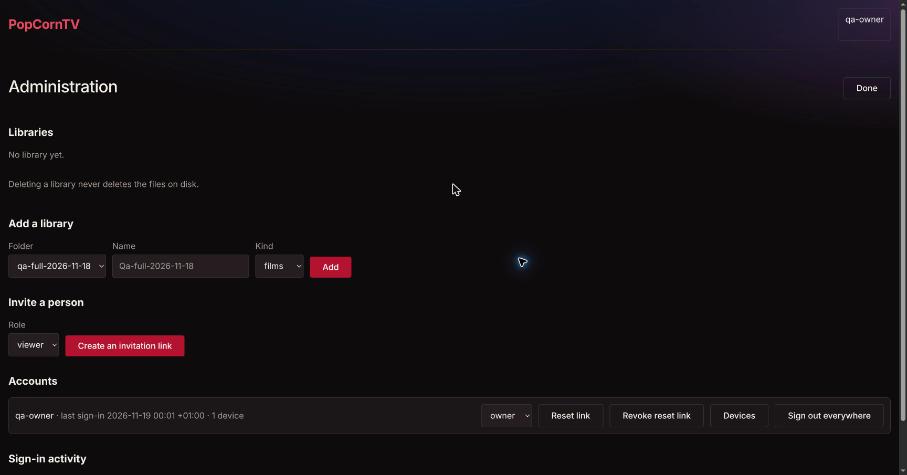 PopCornTV
qa-owner
Administration
Done
Libraries
No library yet.
Deleting a library never deletes the files on disk.
Add a library
Folder Name Kind
qa-full-2026-11-18 Qa-full-2026-11-18 films Add
Invite a person
Role
viewer Create an invitation link
Accounts
qa-owner · last sign-in 2026-11-19 00:01 +01:00 · 1 device owner Reset link Revoke reset link Devices Sign out everywhere
Sign-in activity